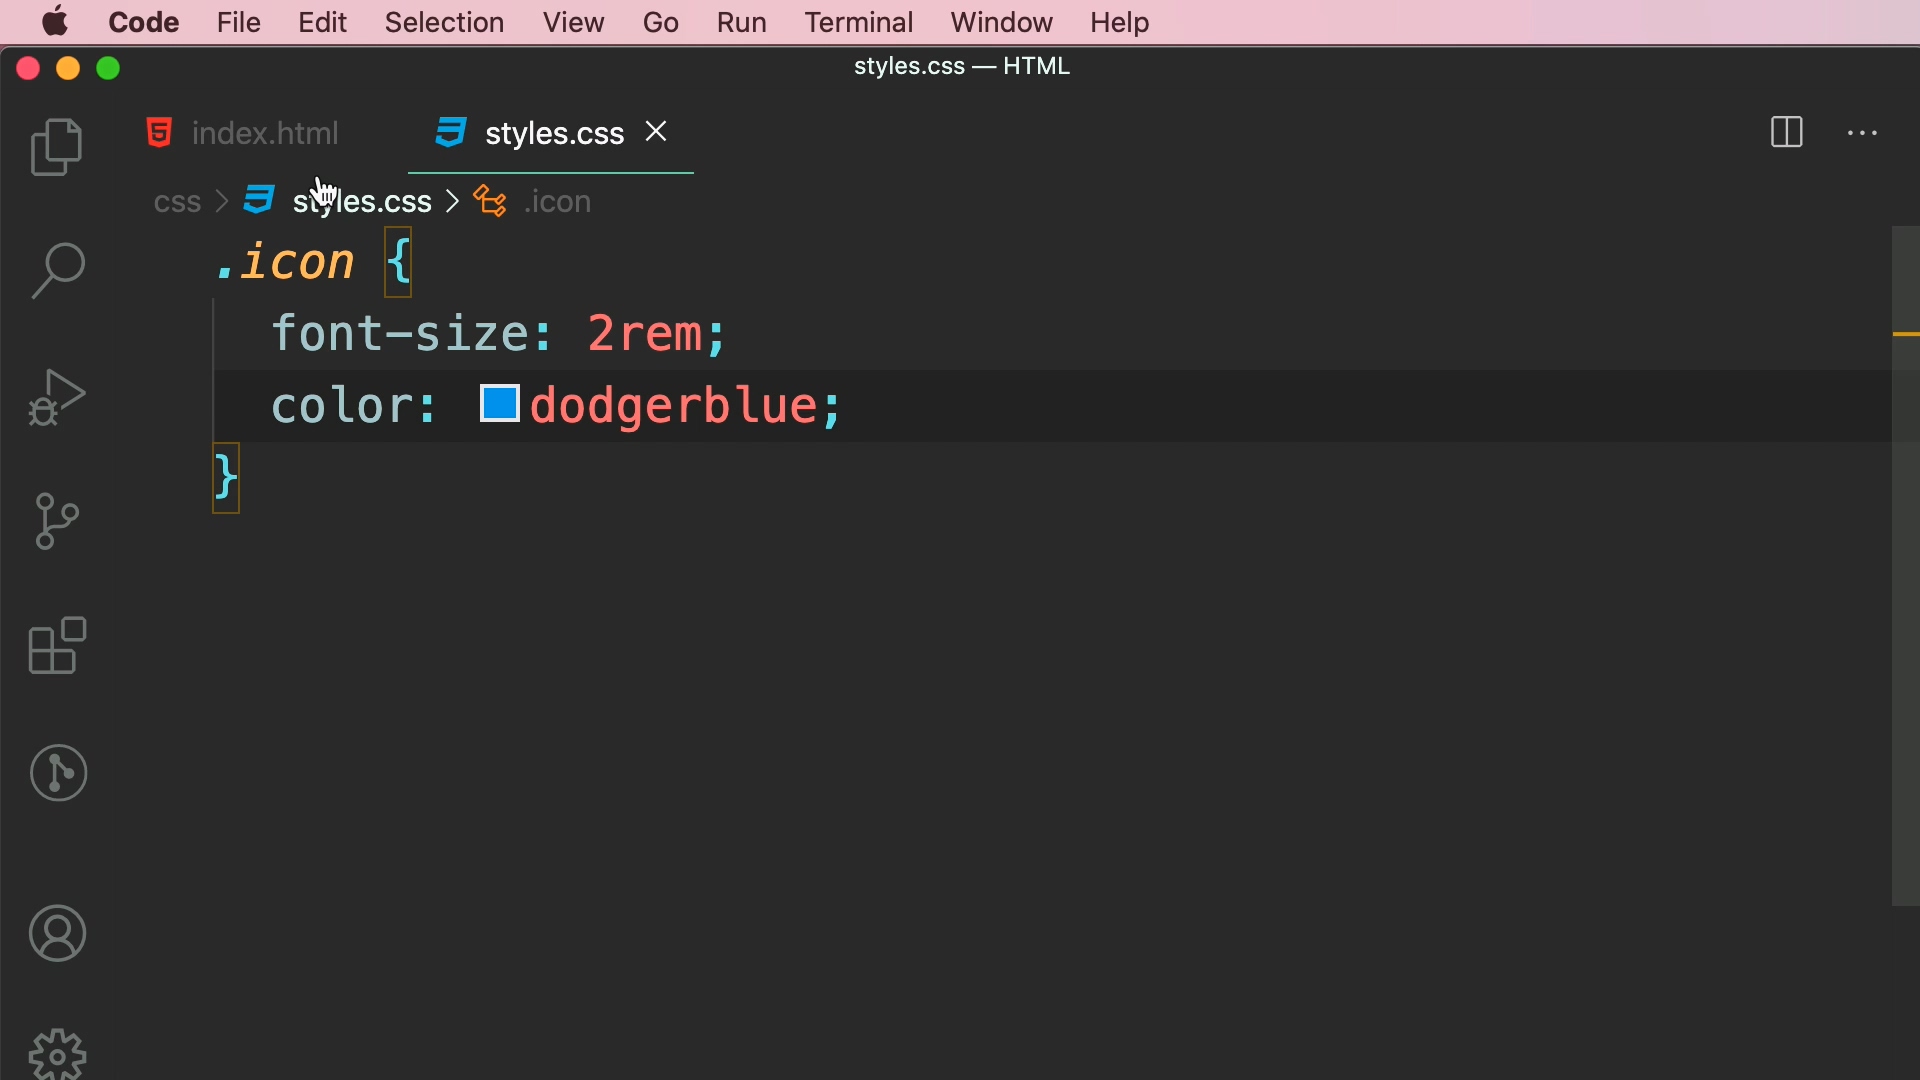 Code File Edit Selection View Go Run Terminal Window Help
styles.css — HTML
index.html styles.css
css > styles.css > .icon
.icon {
font-size: 2rem;
color: dodgerblue;
}